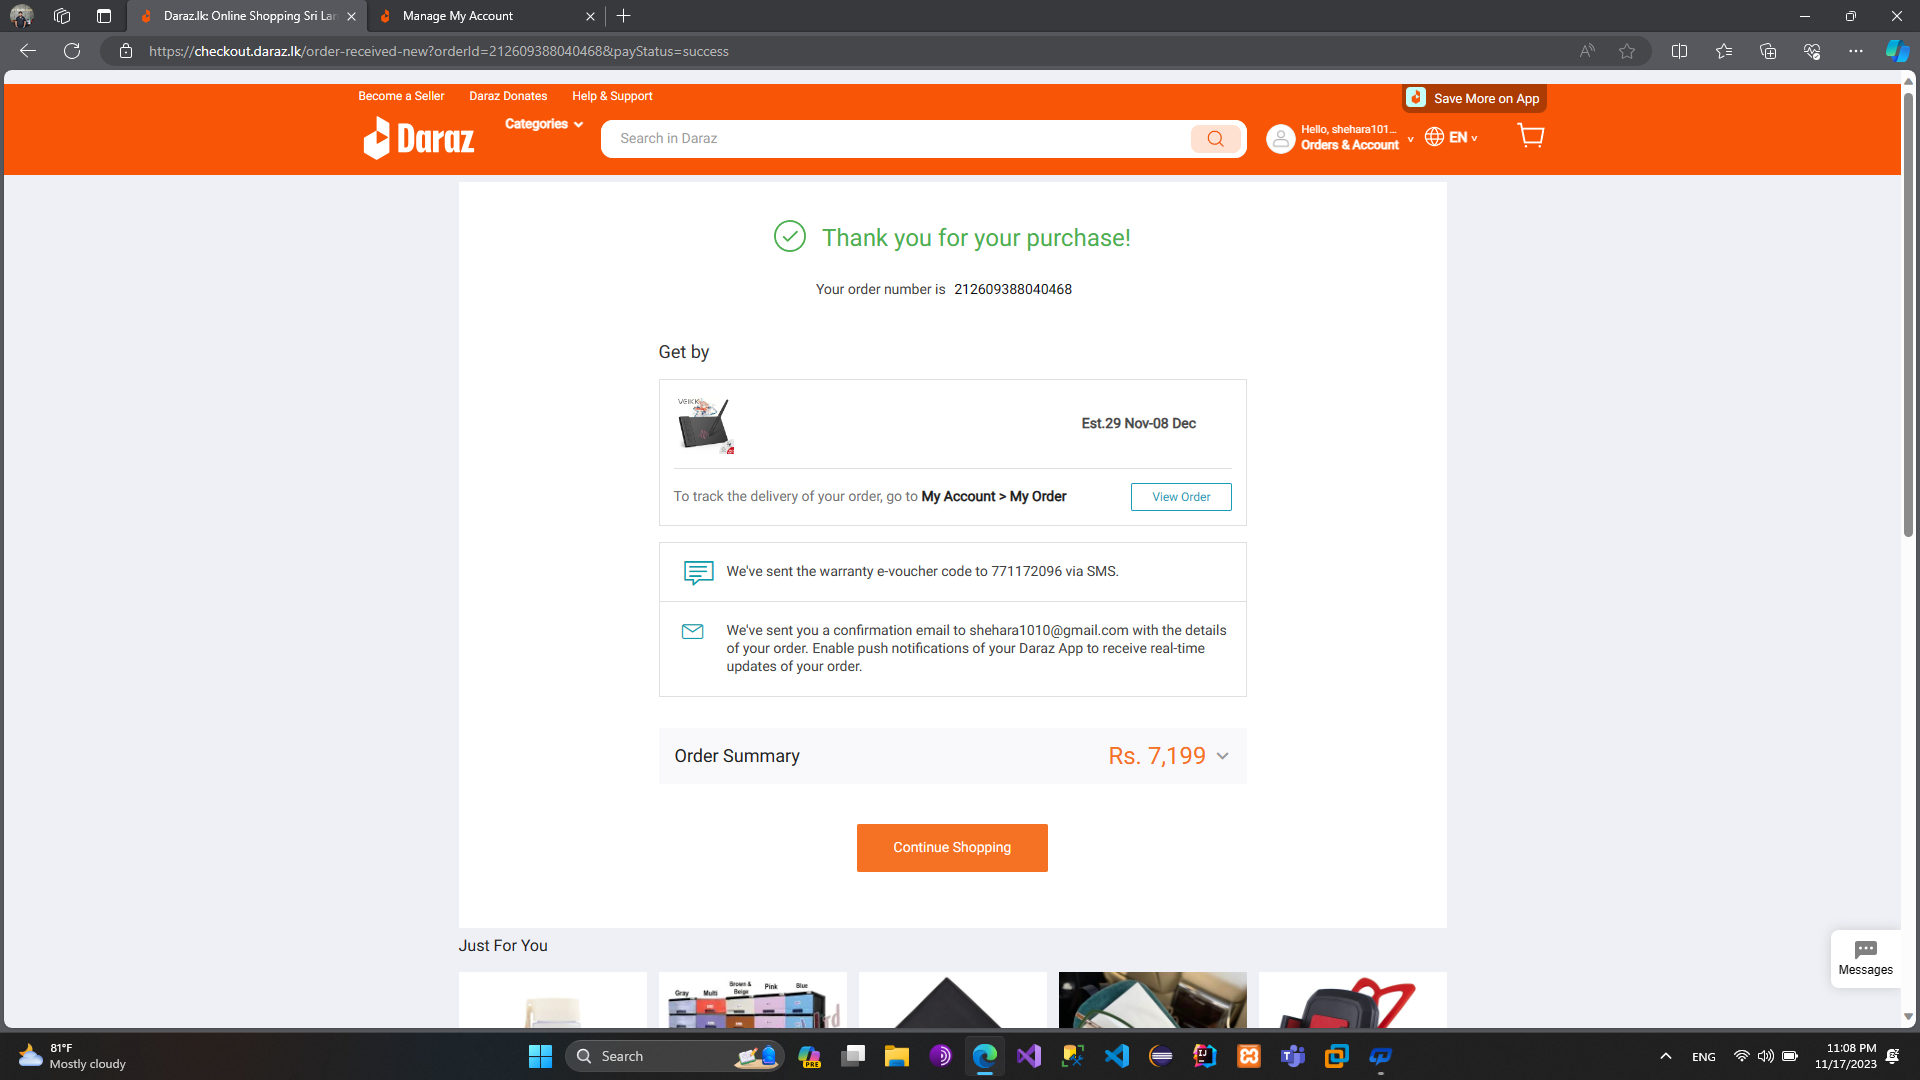 Daraz.lk: Online Shopping Sri Lan
Manage My Account
https://checkout.daraz.lk/order-received-new?orderId=212609388040468&payStatus=success
Become a Seller
Daraz Donates
Help & Support
Save More on App
Daraz
Categories
Search in Daraz
Hello, shehara101...
Orders & Account
EN
Thank you for your purchase!
Your order number is 212609388040468
Get by
VEIKK
Est.29 Nov-08 Dec
To track the delivery of your order, go to My Account > My Order
View Order
We've sent the warranty e-voucher code to 771172096 via SMS.
We've sent you a confirmation email to shehara1010@gmail.com with the details
of your order. Enable push notifications of your Daraz App to receive real-time
updates of your order.
Order Summary
Rs. 7,199
Continue Shopping
Just For You
Gray
Multi
Brown &
Beige
Pink
Blue
Messages
81°F
Mostly cloudy
Search
PRE
ENG
11:08 PM
11/17/2023